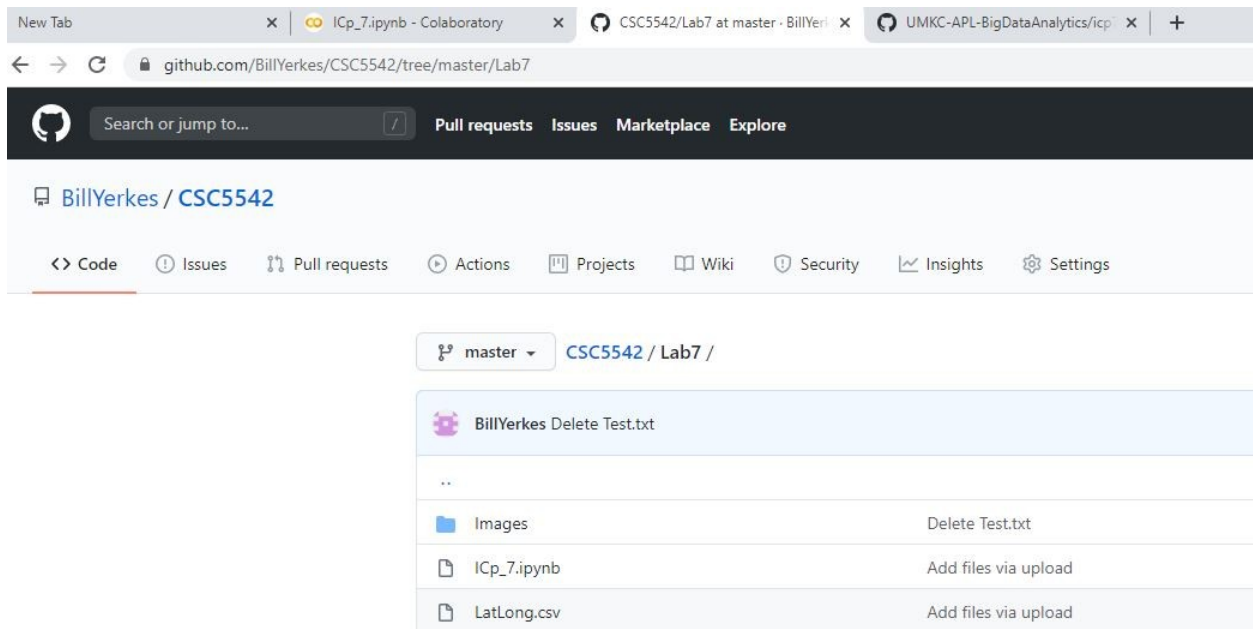 New Tab ICp_7.ipynb - Colaboratory CSC5542/Lab7 at master · BillYerk UMKC-APL-BigDataAnalytics/icp7
github.com/BillYerkes/CSC5542/tree/master/Lab7
Search or jump to... / Pull requests Issues Marketplace Explore
BillYerkes / CSC5542
<> Code Issues Pull requests Actions Projects Wiki Security Insights Settings
master CSC5542 / Lab7 /
BillYerkes Delete Test.txt
..
Images Delete Test.txt
ICp_7.ipynb Add files via upload
LatLong.csv Add files via upload